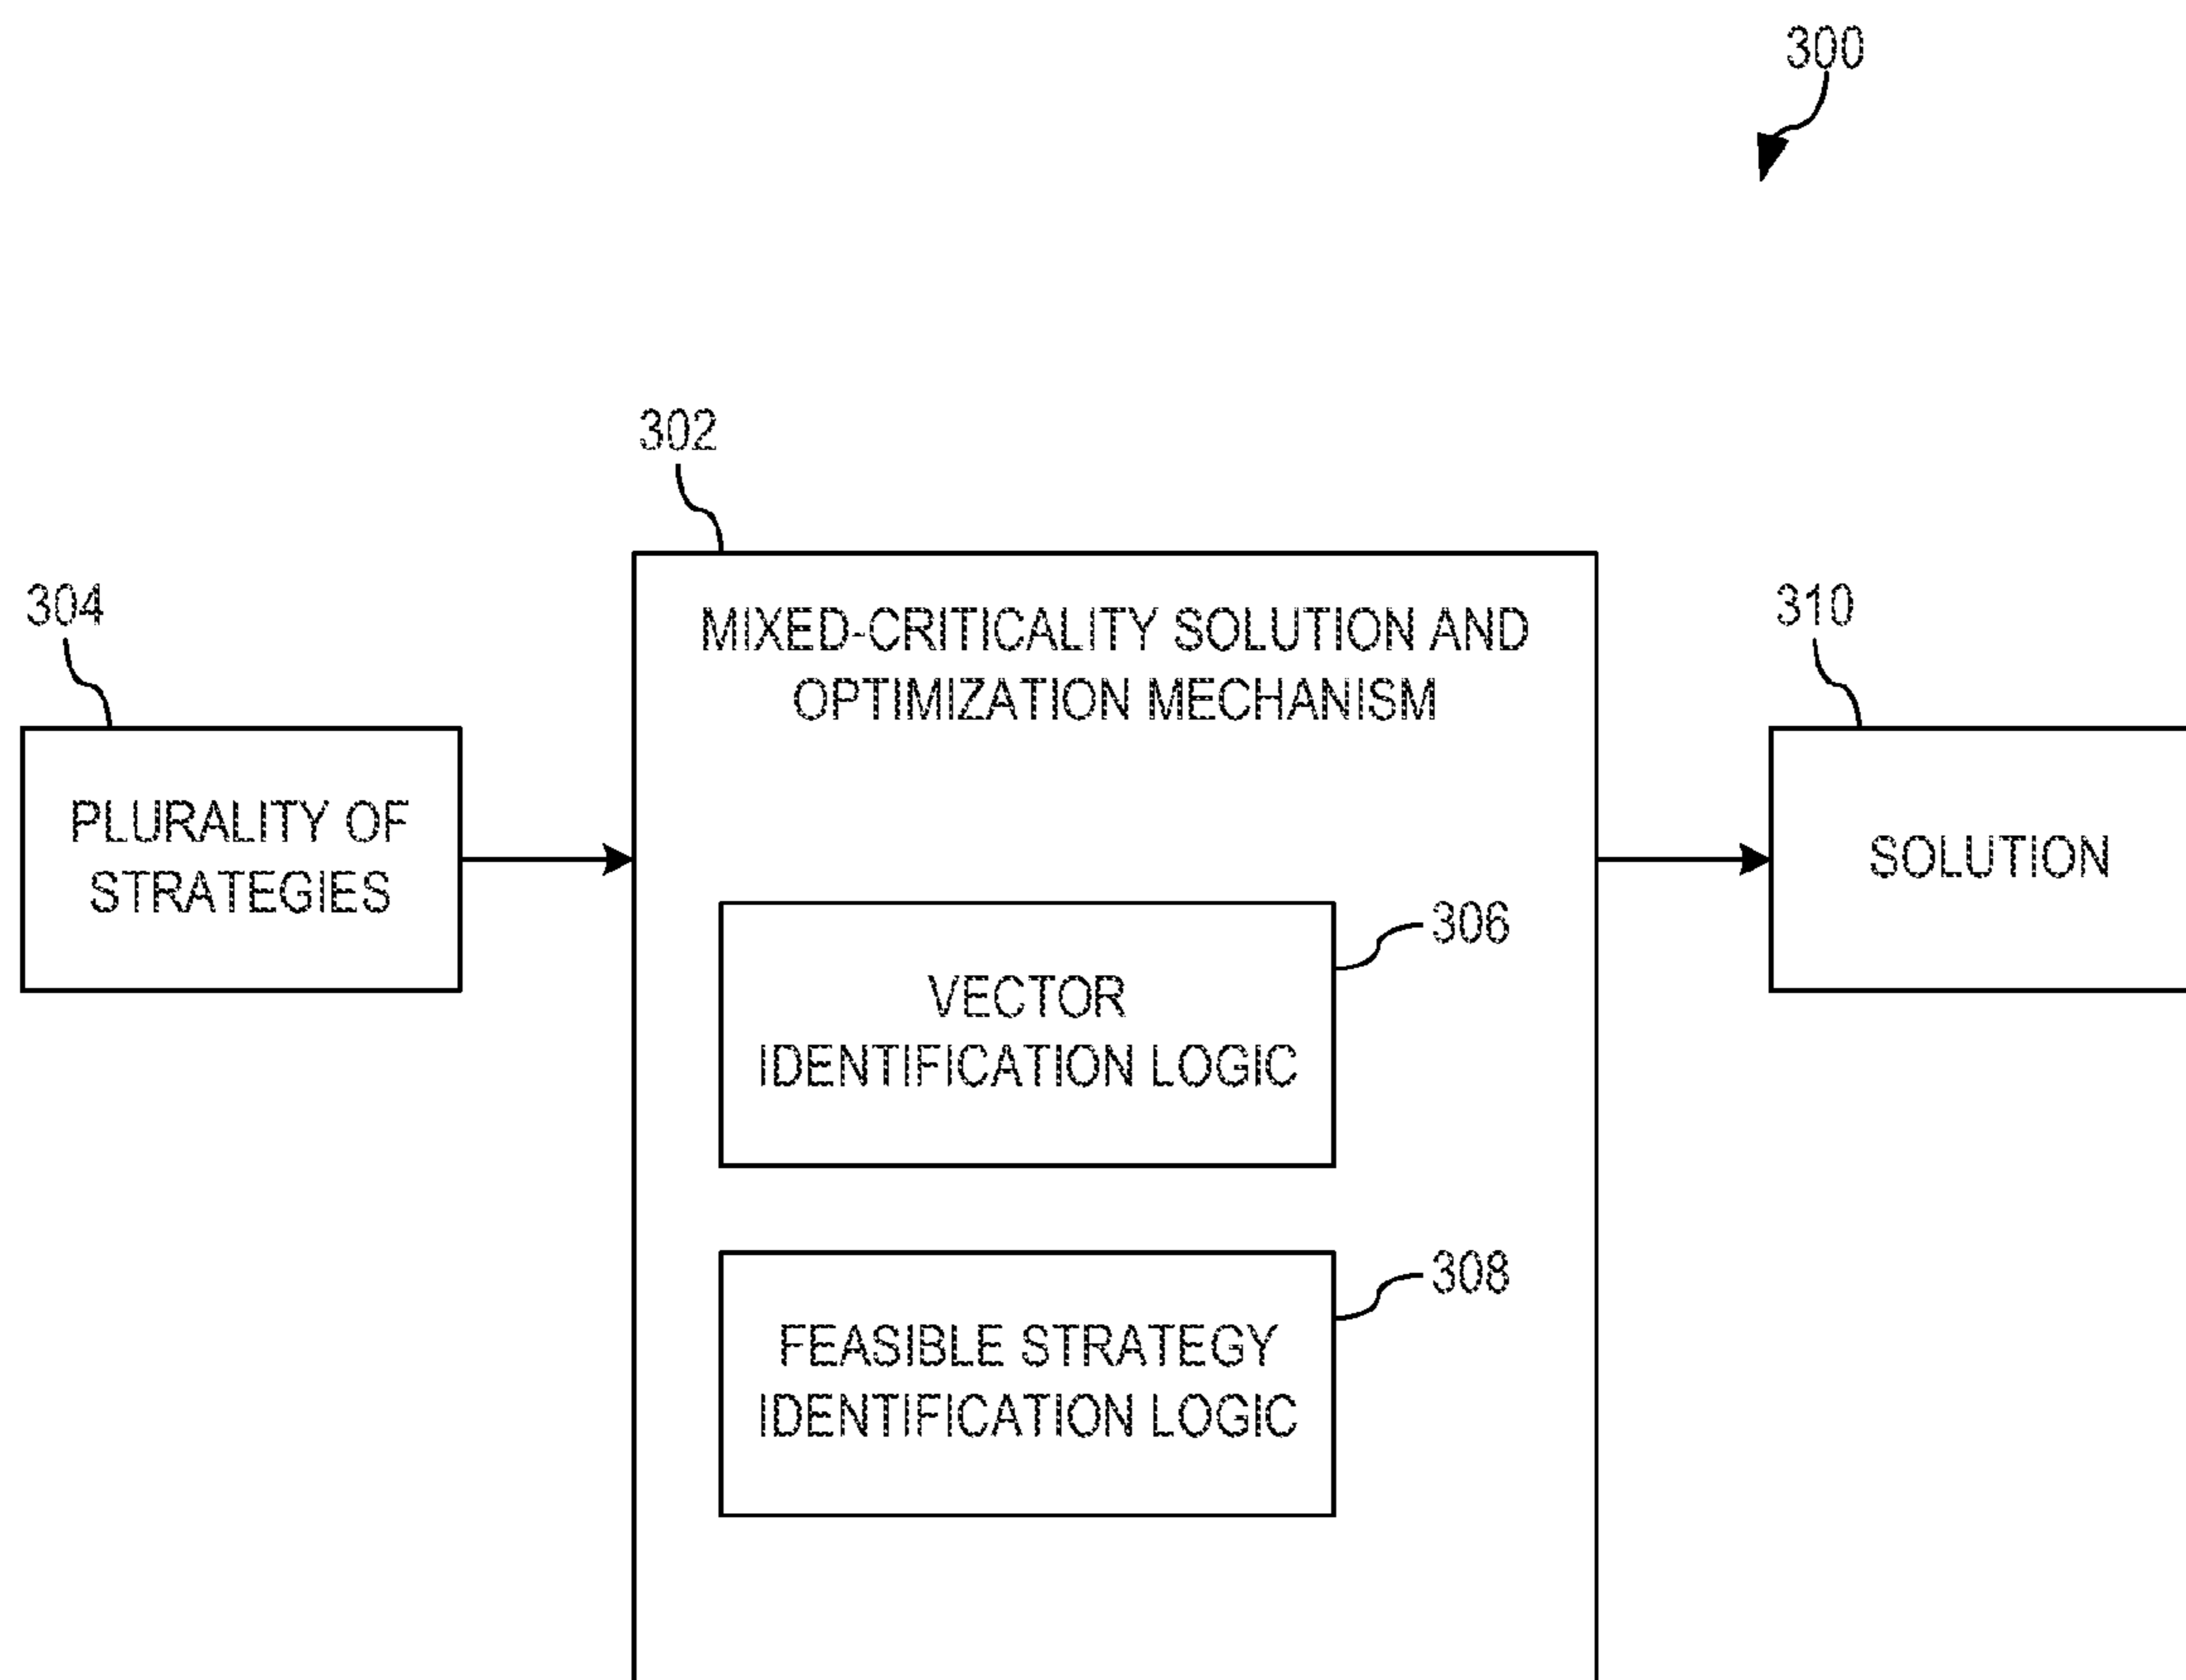 300
302
304
310
MIXED-CRITICALITY SOLUTION AND
OPTIMIZATION MECHANISM
PLURALITY OF
STRATEGIES
SOLUTION
306
VECTOR
IDENTIFICATION LOGIC
308
FEASIBLE STRATEGY
IDENTIFICATION LOGIC